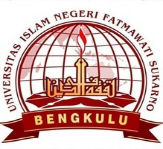 UNIVERSITAS ISLAM NEGERI FATMAWATI SUKARNO
BENGKULU